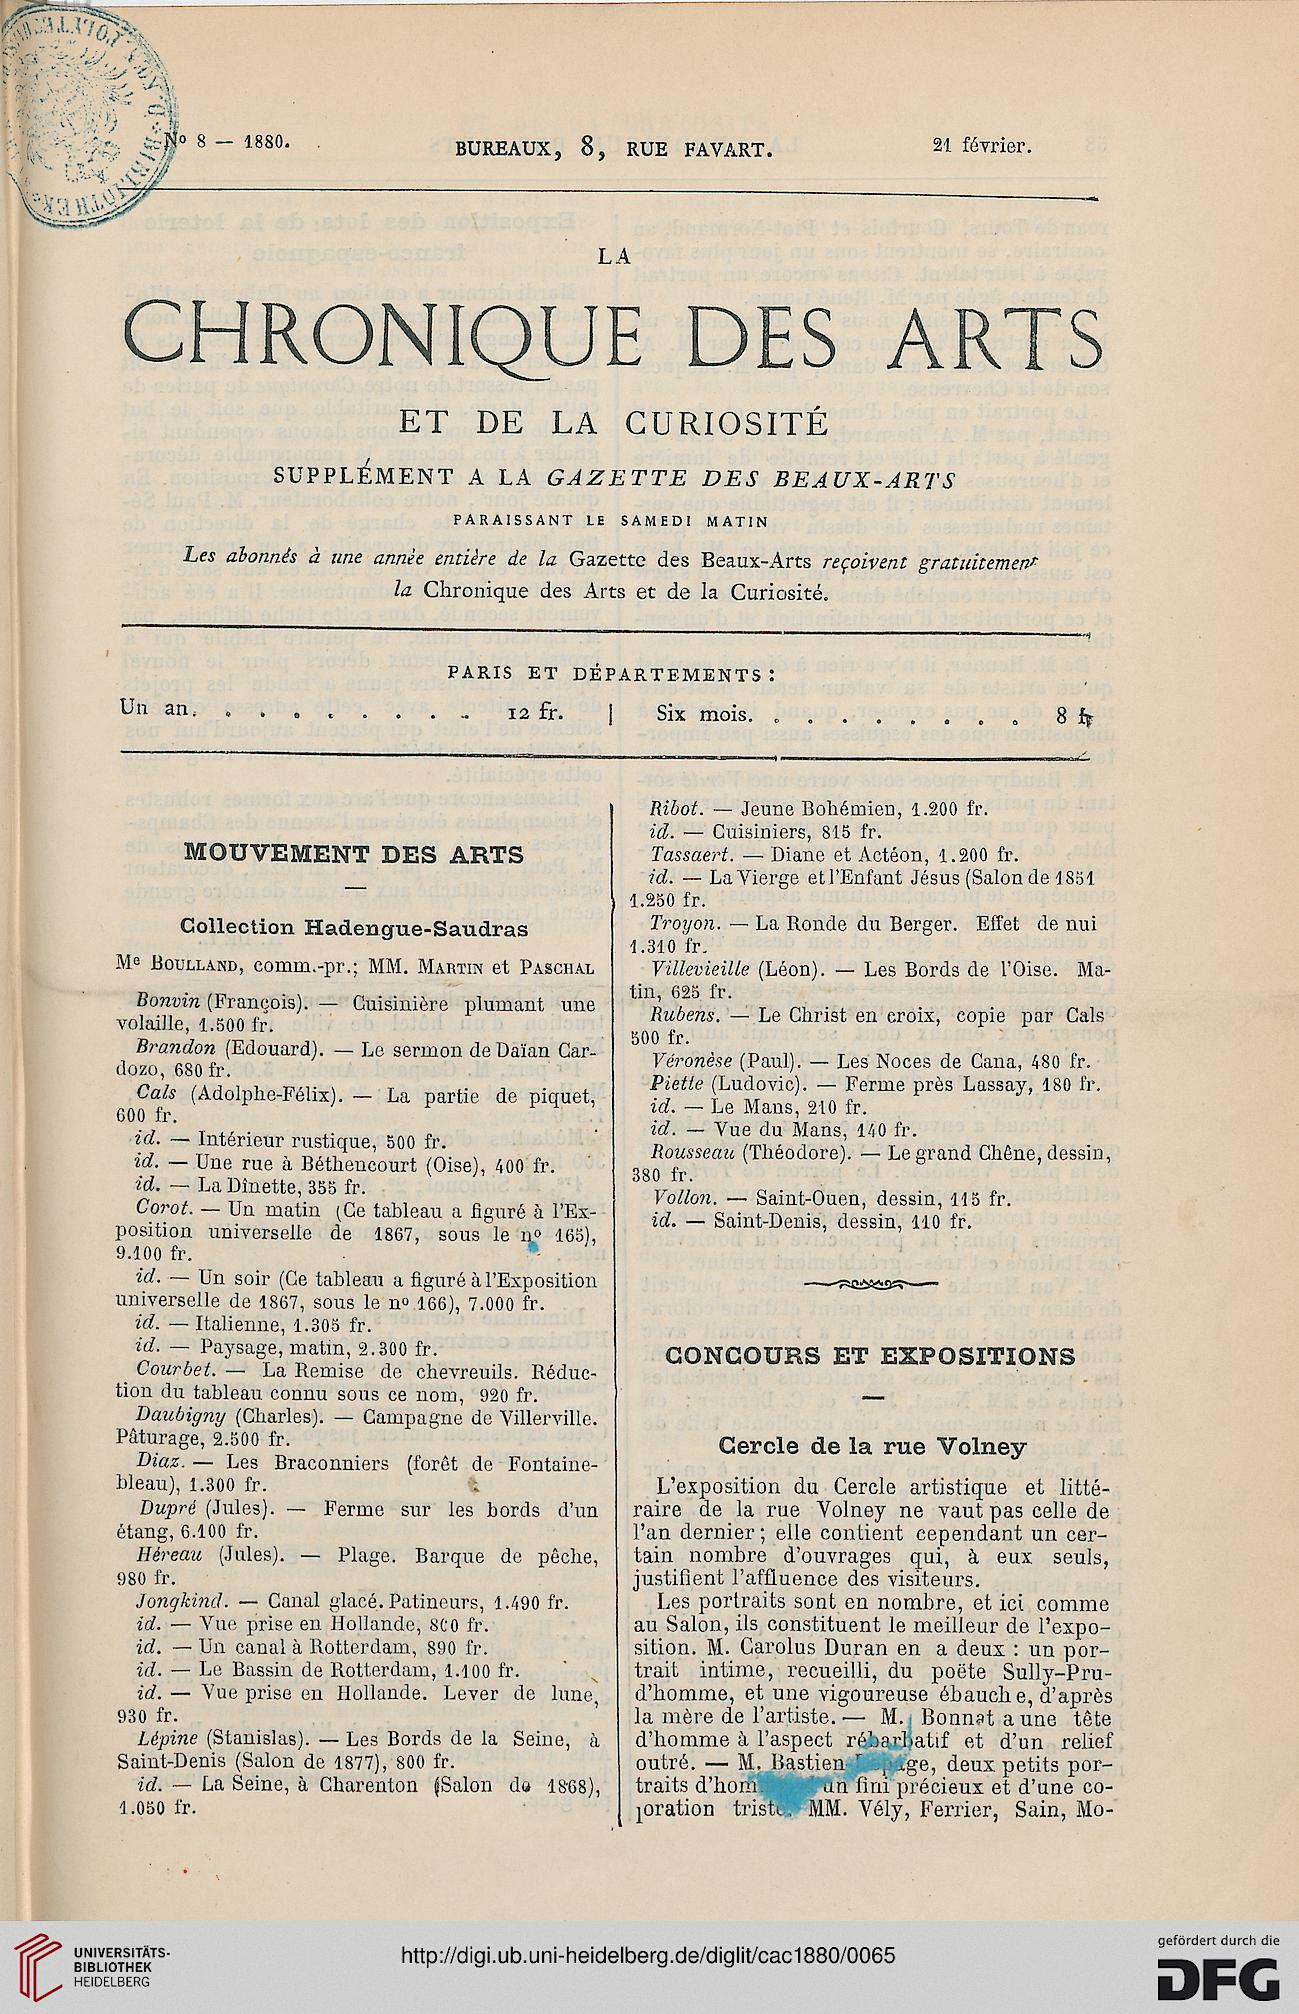 Nº 8 — 1880.
BUREAUX, 8, RUE FAVART.
21 février.
LA
CHRONIQUE DES ARTS
ET DE LA CURIOSITÉ
SUPPLÉMENT A LA GAZETTE DES BEAUX-ARTS
PARAISSANT LE SAMEDI MATIN
Les abonnés à une année entière de la Gazette des Beaux-Arts reçoivent gratuitement
la Chronique des Arts et de la Curiosité.
PARIS ET DÉPARTEMENTS :
Un an. . . . . . . . . 12 fr. | Six mois. . . . . . . . . 8 fr
MOUVEMENT DES ARTS
Collection Hadengue-Saudras
Me BOULLAND, comm.-pr.; MM. MARTIN et PASCHAL
Bonvin (François). — Cuisinière plumant une
volaille, 1.500 fr.
Brandon (Edouard). — Le sermon de Daïan Car-
dozo, 680 fr.
Cals (Adolphe-Félix). — La partie de piquet,
600 fr.
id. — Intérieur rustique, 500 fr.
id. — Une rue à Béthencourt (Oise), 400 fr.
id. — La Dînette, 355 fr.
Corot. — Un matin (Ce tableau a figuré à l'Ex-
position universelle de 1867, sous le nº 165),
9.100 fr.
id. — Un soir (Ce tableau a figuré à l'Exposition
universelle de 1867, sous le nº 166), 7.000 fr.
id. — Italienne, 1.305 fr.
id. — Paysage, matin, 2.300 fr.
Courbet. — La Remise de chevreuils. Réduc-
tion du tableau connu sous ce nom, 920 fr.
Daubigny (Charles). — Campagne de Villerville.
Pâturage, 2.500 fr.
Diaz. — Les Braconniers (forêt de Fontaine-
bleau), 1.300 fr.
Dupré (Jules). — Ferme sur les bords d'un
étang, 6.100 fr.
Héreau (Jules). — Plage. Barque de pêche,
980 fr.
Jongkind. — Canal glacé. Patineurs, 1.490 fr.
id. — Vue prise en Hollande, 800 fr.
id. — Un canal à Rotterdam, 890 fr.
id. — Le Bassin de Rotterdam, 1.100 fr.
id. — Vue prise en Hollande. Lever de lune,
930 fr.
Lépine (Stanislas). — Les Bords de la Seine, à
Saint-Denis (Salon de 1877), 800 fr.
id. — La Seine, à Charenton (Salon de 1868),
1.050 fr.
Ribot. — Jeune Bohémien, 1.200 fr.
id. — Cuisiniers, 815 fr.
Tassaert. — Diane et Actéon, 1.200 fr.
id. — La Vierge et l'Enfant Jésus (Salon de 1851
1.250 fr.
Troyon. — La Ronde du Berger. Effet de nui
1.310 fr.
Villevieille (Léon). — Les Bords de l'Oise. Ma-
tin, 625 fr.
Rubens. — Le Christ en croix, copie par Cals
500 fr.
Véronèse (Paul). — Les Noces de Cana, 480 fr.
Piette (Ludovic). — Ferme près Lassay, 180 fr.
id. — Le Mans, 210 fr.
id. — Vue du Mans, 140 fr.
Rousseau (Théodore). — Le grand Chêne, dessin,
380 fr.
Vollon. — Saint-Ouen, dessin, 115 fr.
id. — Saint-Denis, dessin, 110 fr.
CONCOURS ET EXPOSITIONS
Cercle de la rue Volney
L'exposition du Cercle artistique et litté-
raire de la rue Volney ne vaut pas celle de
l'an dernier ; elle contient cependant un cer-
tain nombre d'ouvrages qui, à eux seuls,
justifient l'affluence des visiteurs.
Les portraits sont en nombre, et ici comme
au Salon, ils constituent le meilleur de l'expo-
sition. M. Carolus Duran en a deux : un por-
trait intime, recueilli, du poëte Sully-Pru-
d'homme, et une vigoureuse ébauche, d'après
la mère de l'artiste. — M. Bonnat a une tête
d'homme à l'aspect rébarbatif et d'un relief
outré. — M. Bastien-, deux petits por-
traits un fini précieux et d'une co-
loration triste. MM. Vély, Ferrier, Sain, Mo-
UNIVERSITÄTS-
BIBLIOTHEK
HEIDELBERG
http://digi.ub.uni-heidelberg.de/diglit/cac1880/0065
gefördert durch die
DFG